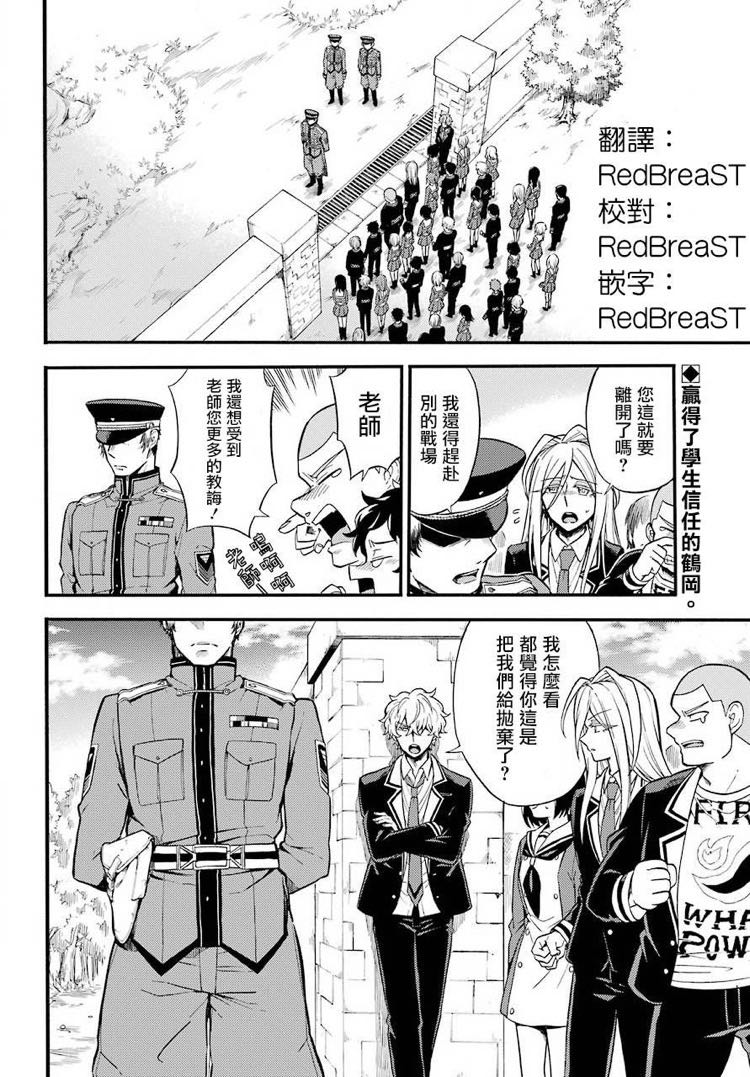 翻譯：
RedBreaST
校對：
RedBreaST
嵌字：
RedBreaST
◆贏得了學生信任的鶴岡。
您這就要
離開了嗎？
我還得趕赴
別的戰場
老師
我還想受到
老師您更多的教誨！
嗚啊啊
老師—
我怎麼看
都覺得你這是
把我們給拋棄了？
FIR
WHA
POW